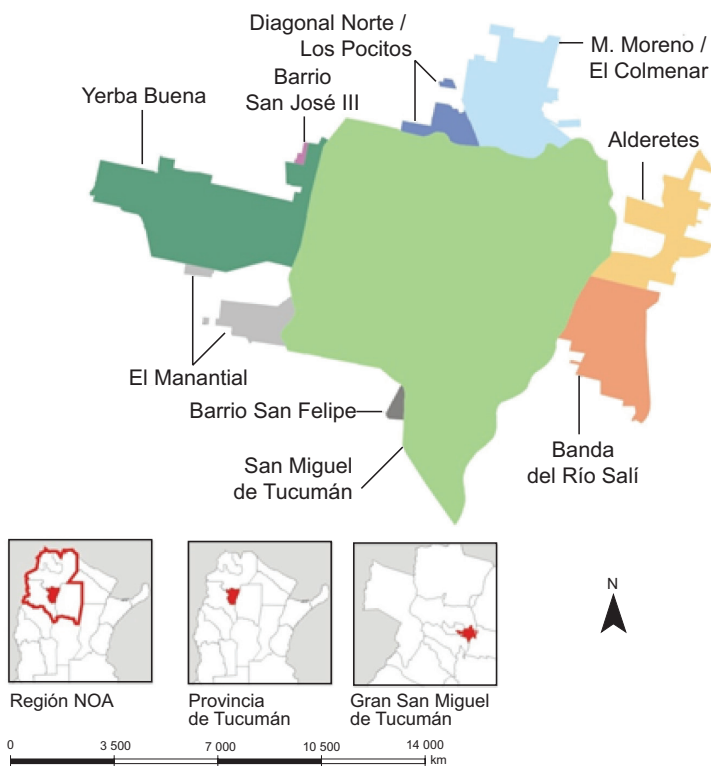 Diagonal Norte /
Los Pocitos
M. Moreno /
El Colmenar
Barrio
San José III
Yerba Buena
Alderetes
El Manantial
Barrio San Felipe
San Miguel
de Tucumán
Banda
del Río Salí
N
Región NOA
Provincia
de Tucumán
Gran San Miguel
de Tucumán
0 3 500 7 000 10 500 14 000
km